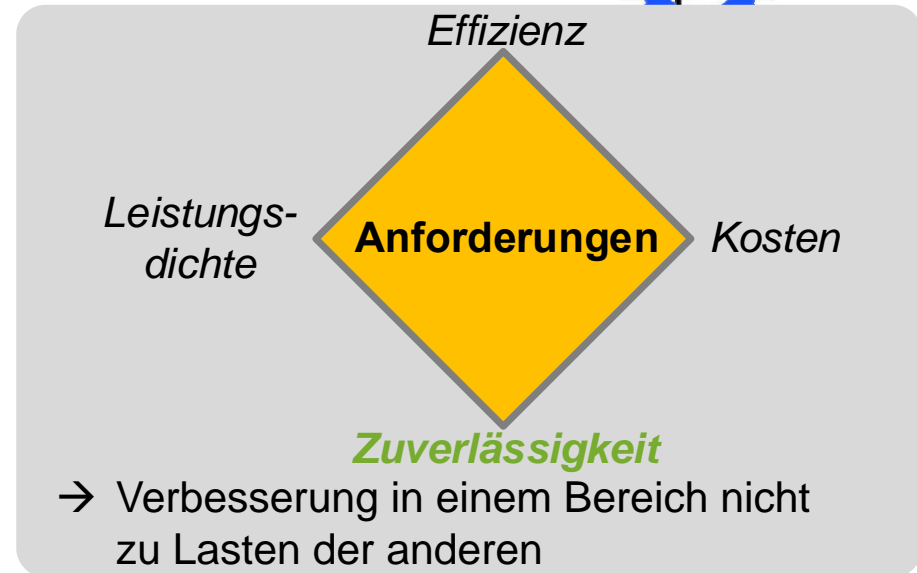 Effizienz
Leistungs-
dichte
Anforderungen
Kosten
Zuverlässigkeit
→ Verbesserung in einem Bereich nicht
zu Lasten der anderen